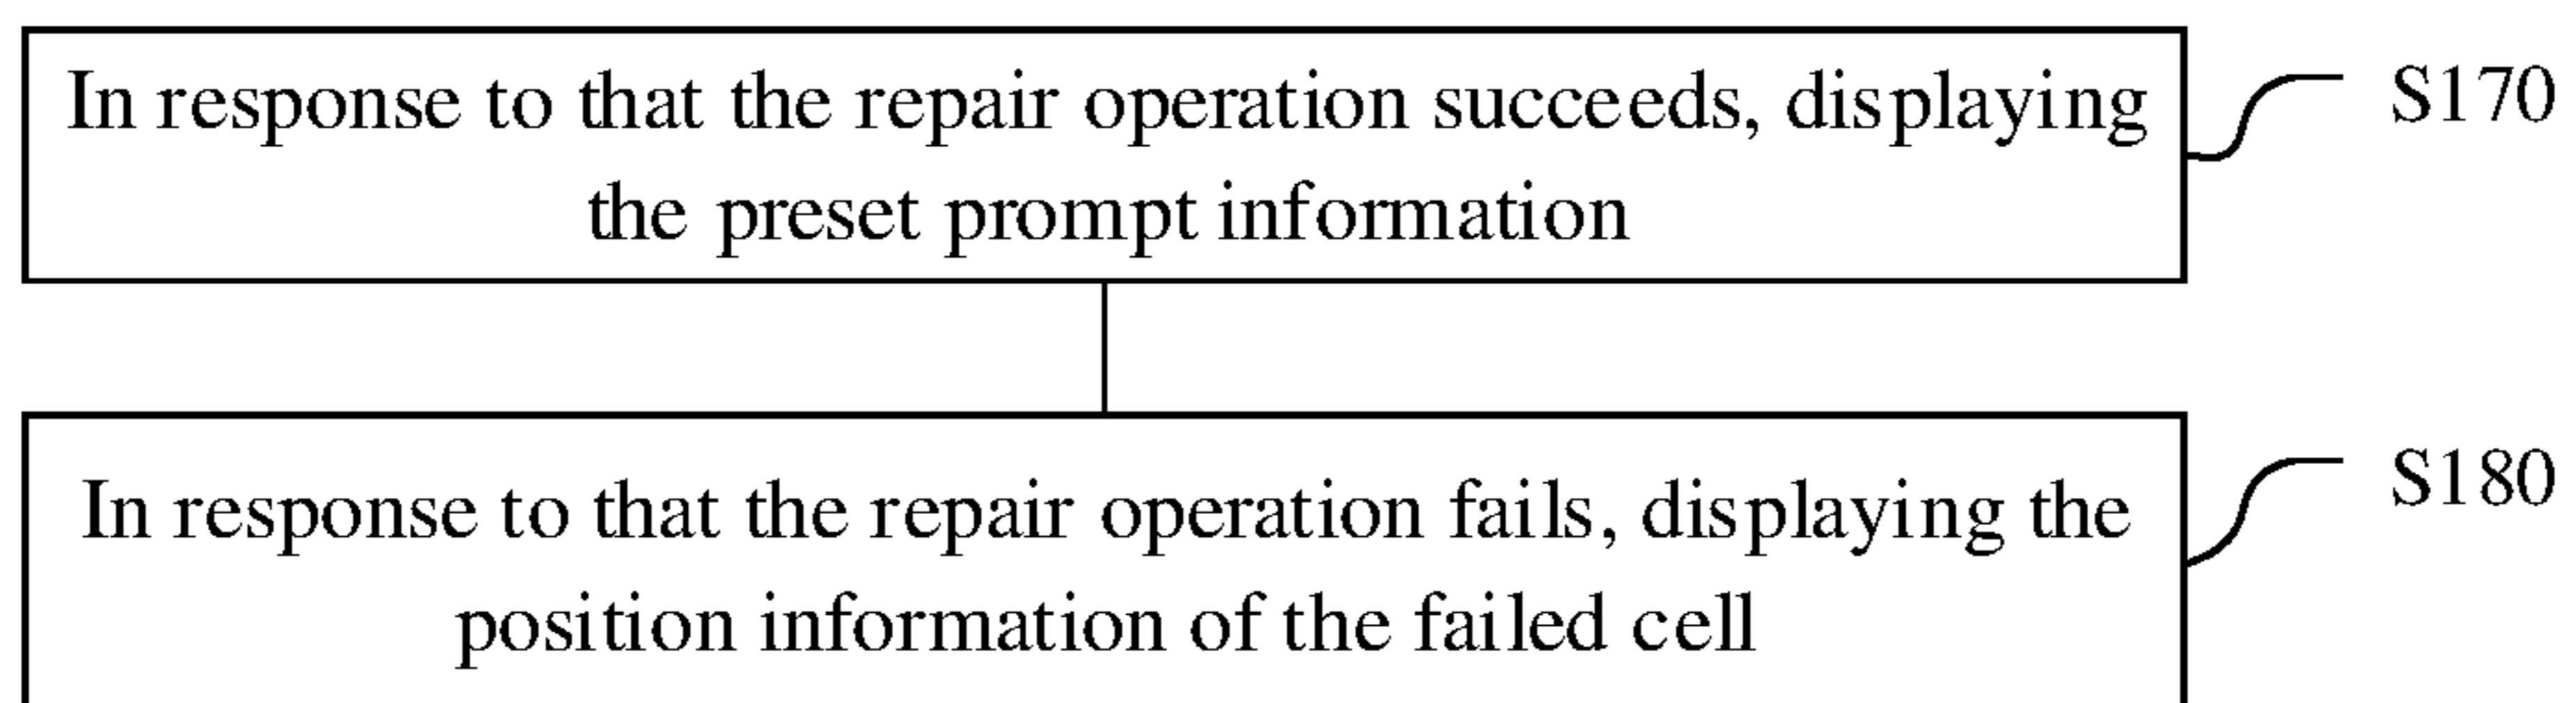 In response to that the repair operation succeeds, displaying
the preset prompt information
S170
In response to that the repair operation fails, displaying the
position information of the failed cell
S180